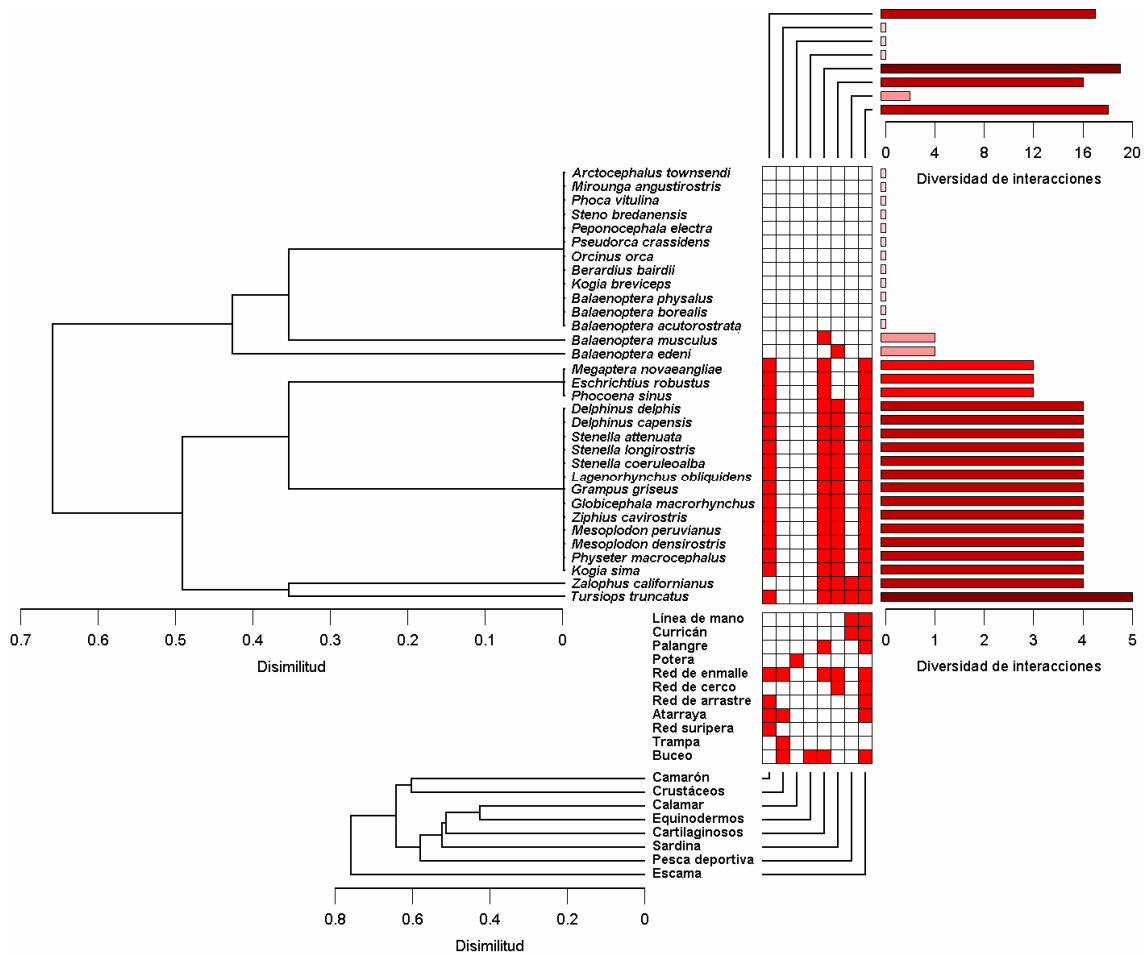 0 4 8 12 16 20
Diversidad de interacciones
Arctocephalus townsendi
Mirounga angustirostris
Phoca vitulina
Steno bredanensis
Peponocephala electra
Pseudorca crassidens
Orcinus orca
Berardius bairdii
Kogia breviceps
Balaenoptera physalus
Balaenoptera borealis
Balaenoptera acutorostrata
Balaenoptera musculus
Balaenoptera edeni
Megaptera novaeangliae
Eschrichtius robustus
Phocoena sinus
Delphinus delphis
Delphinus capensis
Stenella attenuata
Stenella longirostris
Stenella coeruleoalba
Lagenorhynchus obliquidens
Grampus griseus
Globicephala macrorhynchus
Ziphius cavirostris
Mesoplodon peruvianus
Mesoplodon densirostris
Physeter macrocephalus
Kogia sima
Zalophus californianus
Tursiops truncatus
0.7 0.6 0.5 0.4 0.3 0.2 0.1 0
Disimilitud
0 1 2 3 4 5
Diversidad de interacciones
Línea de mano
Curricán
Palangre
Potera
Red de enmalle
Red de cerco
Red de arrastre
Atarraya
Red suripera
Trampa
Buceo
Camarón
Crustáceos
Calamar
Equinodermos
Cartilaginosos
Sardina
Pesca deportiva
Escama
0.8 0.6 0.4 0.2 0
Disimilitud